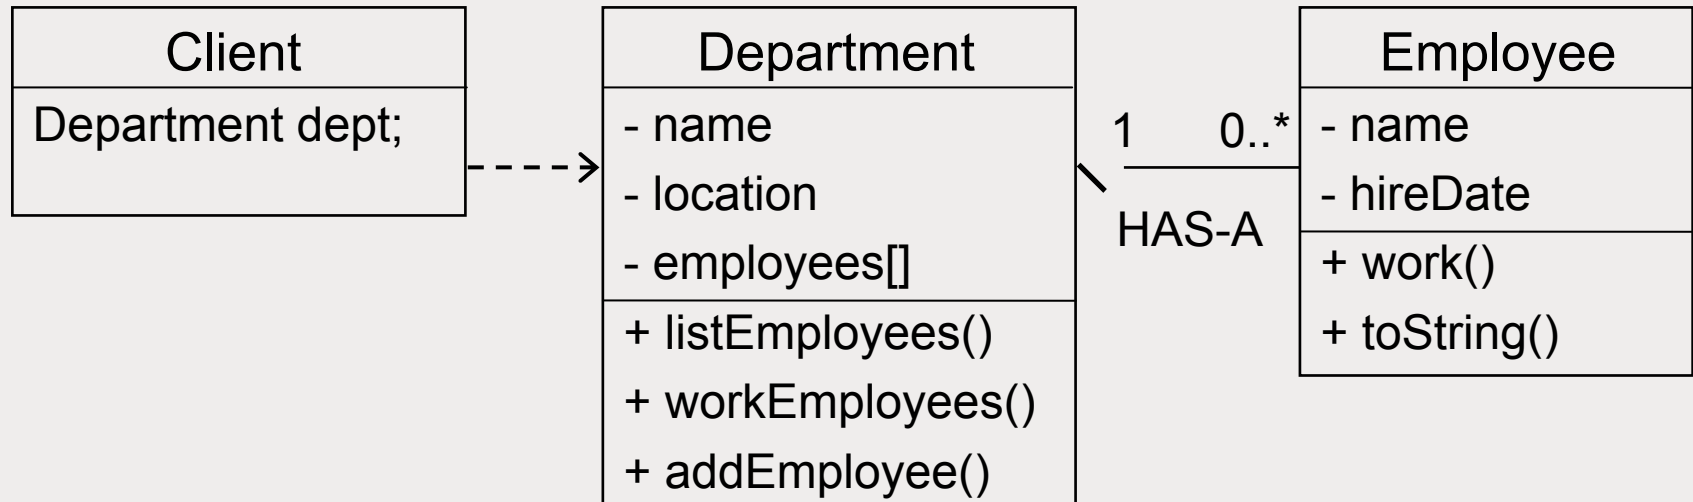 Client
Department dept;
Department
- name
- location
- employees[]
+ listEmployees()
+ workEmployees()
+ addEmployee()
1 0..*
HAS-A
Employee
- name
- hireDate
+ work()
+ toString()